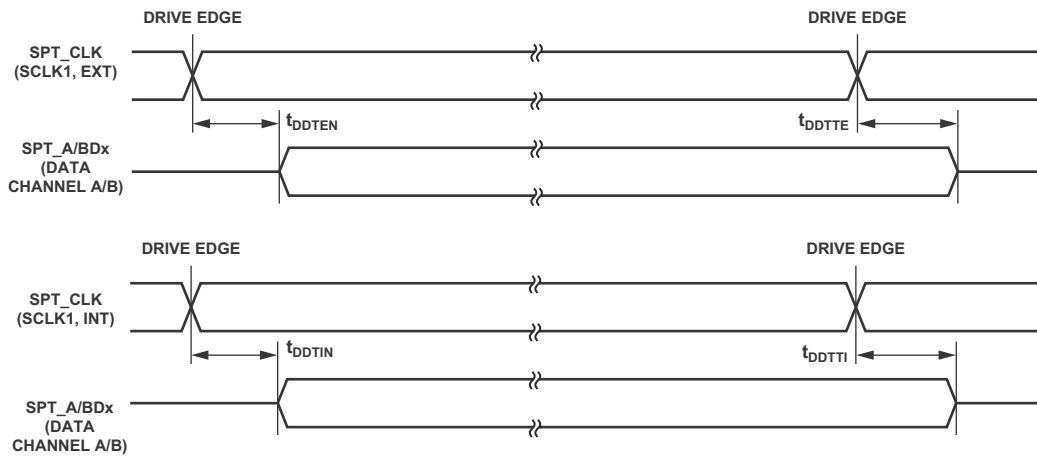 DRIVE EDGE DRIVE EDGE
SPT_CLK
(SCLK1, EXT)
tDDTEN tDDTTE
SPT_A/BDx
(DATA
CHANNEL A/B)
DRIVE EDGE DRIVE EDGE
SPT_CLK
(SCLK1, INT)
tDDTIN tDDTTI
SPT_A/BDx
(DATA
CHANNEL A/B)